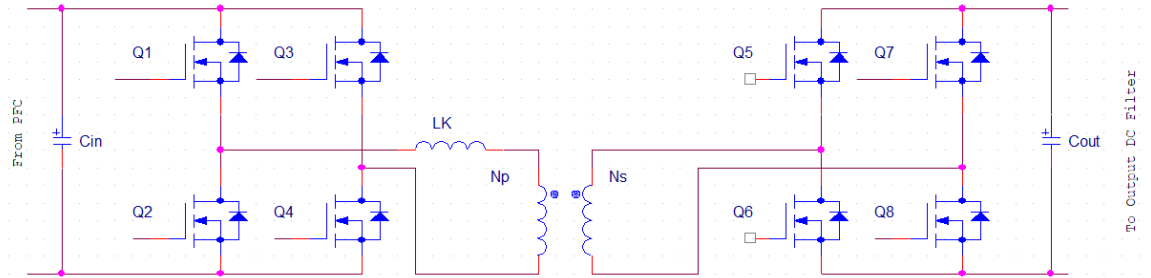 Q1
Q3
Q5
Q7
LK
From PFC
Cin
Cout
To Output DC Filter
Np
Ns
Q2
Q4
Q6
Q8